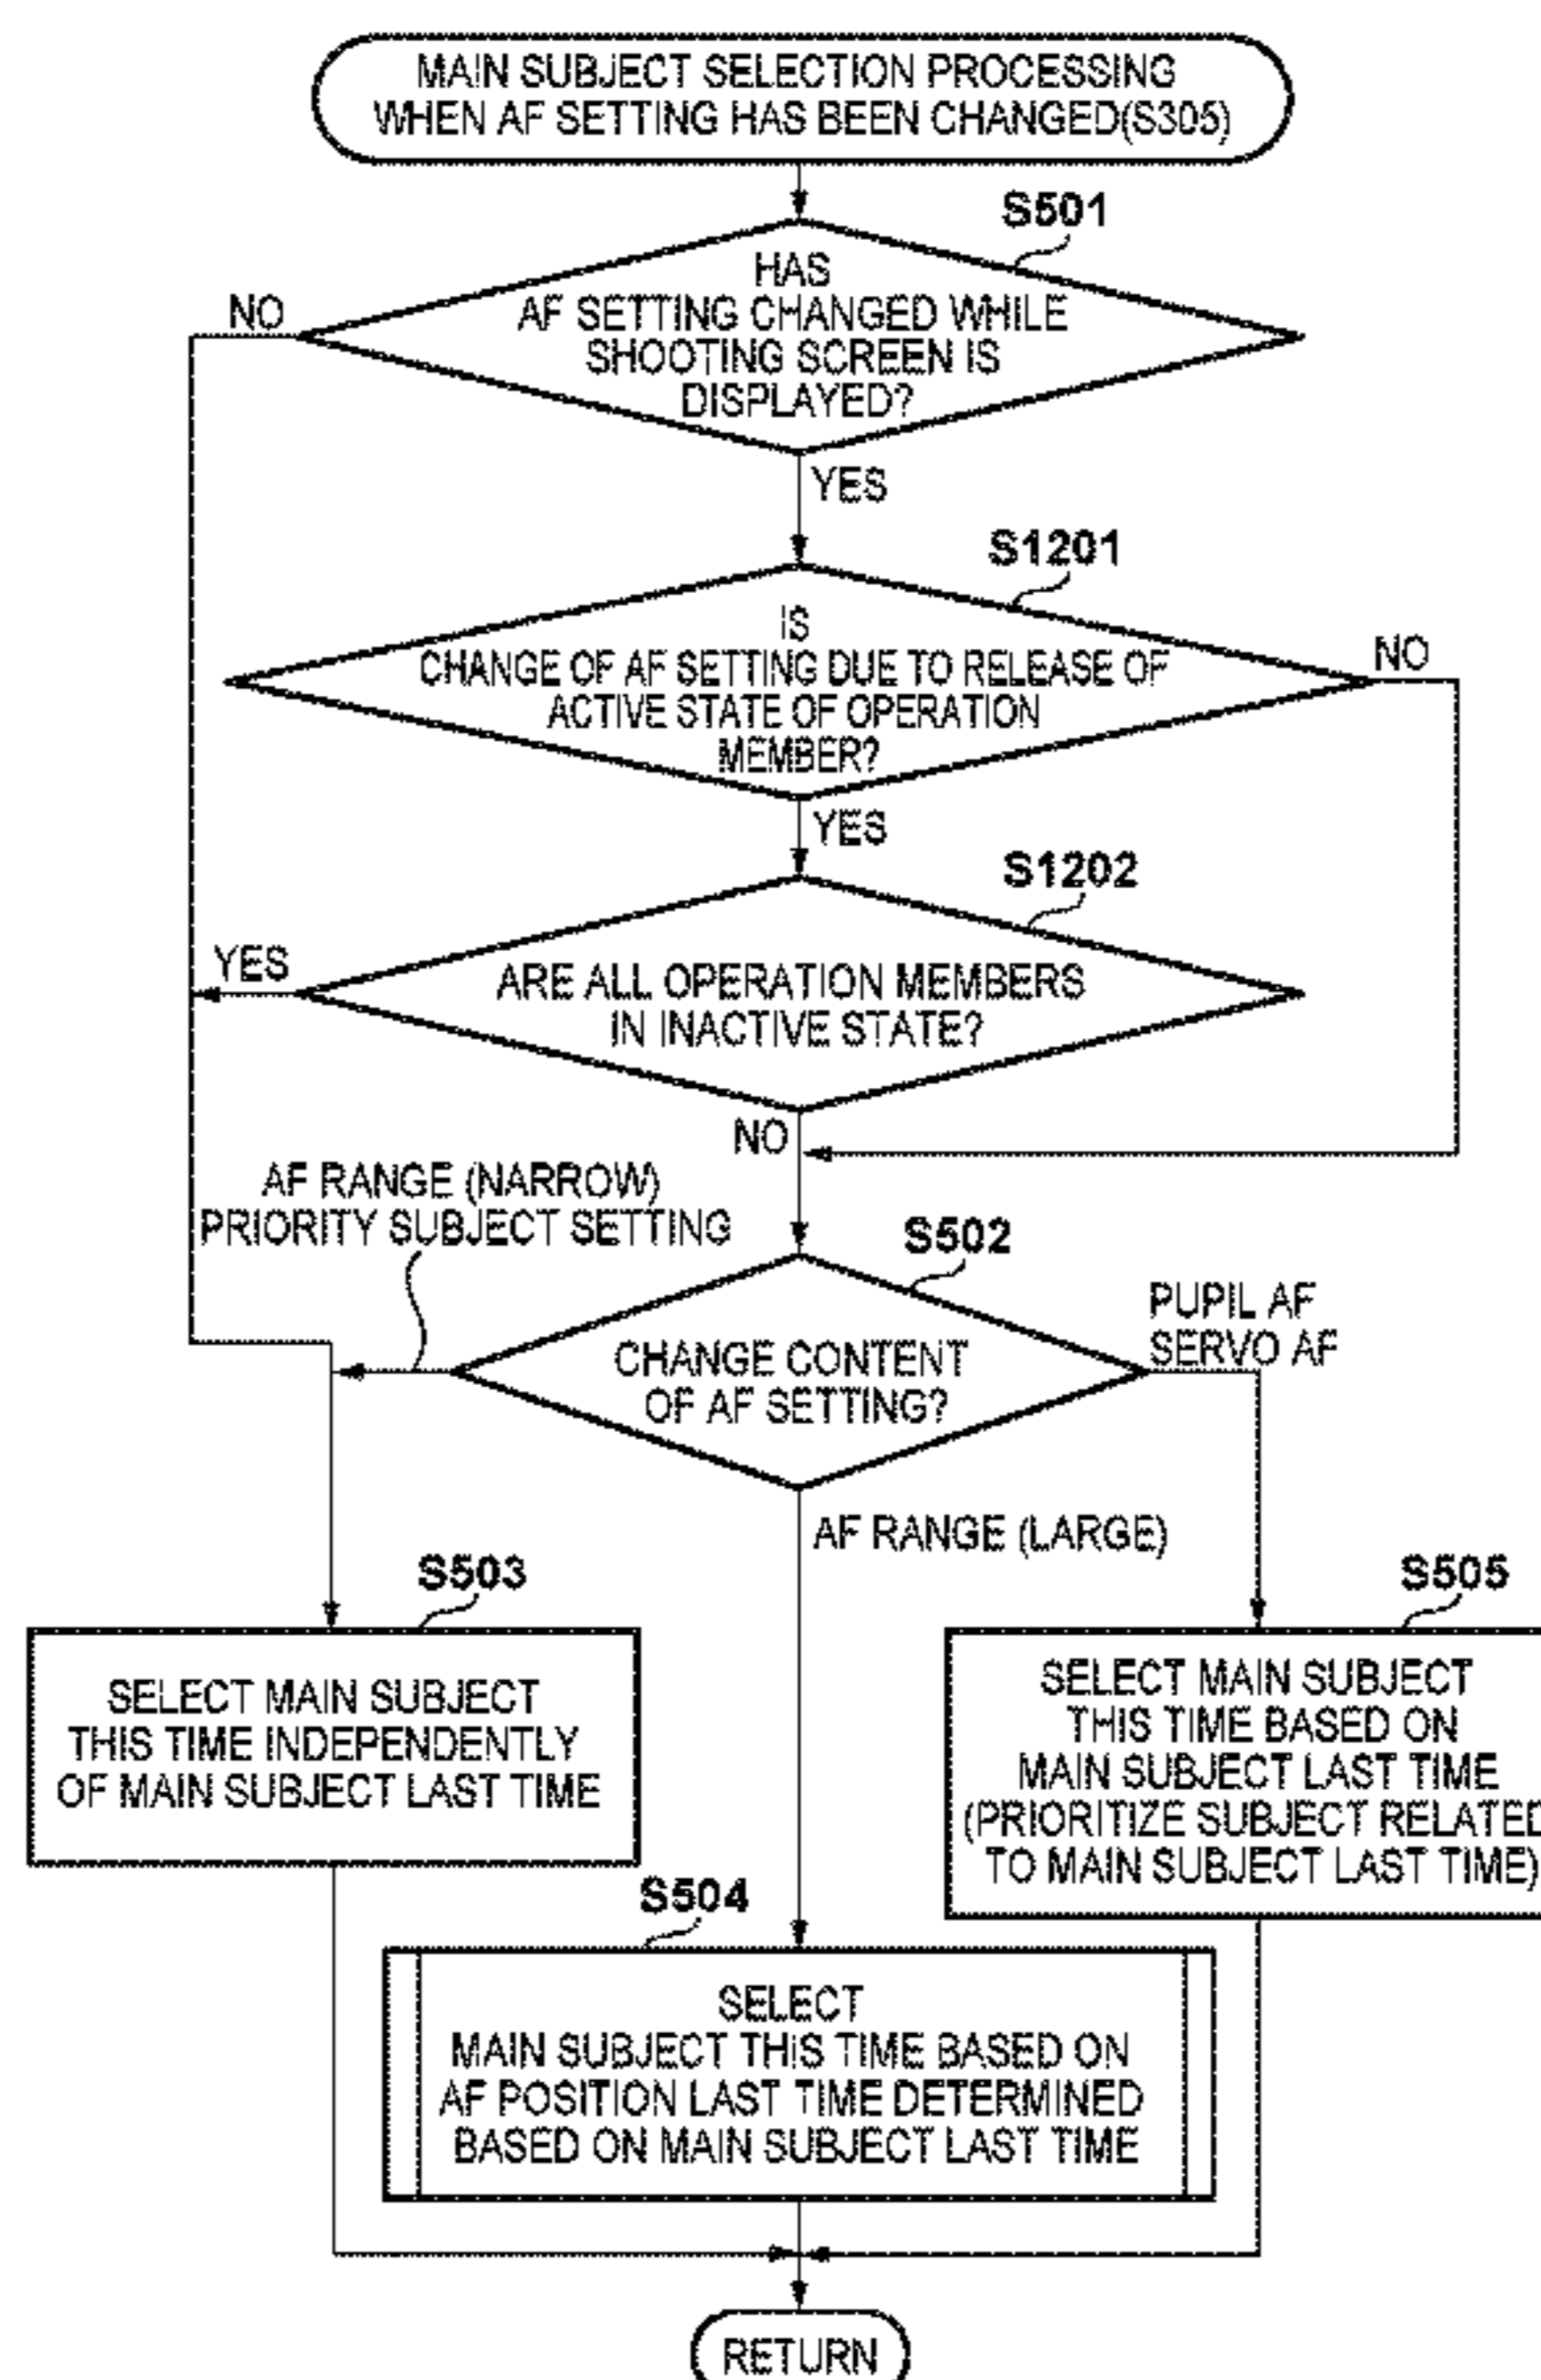 MAIN SUBJECT SELECTION PROCESSING
WHEN AF SETTING HAS BEEN CHANGED(S305)
S501
HAS
AF SETTING CHANGED WHILE
SHOOTING SCREEN IS
DISPLAYED?
NO
YES
S1201
IS
CHANGE OF AF SETTING DUE TO RELEASE OF
ACTIVE STATE OF OPERATION
MEMBER?
NO
YES
S1202
YES
ARE ALL OPERATION MEMBERS
IN INACTIVE STATE?
NO
AF RANGE (NARROW)
PRIORITY SUBJECT SETTING
S502
PUPIL AF
SERVO AF
CHANGE CONTENT
OF AF SETTING?
AF RANGE (LARGE)
S503
SELECT MAIN SUBJECT
THIS TIME INDEPENDENTLY
OF MAIN SUBJECT LAST TIME
S505
SELECT MAIN SUBJECT
THIS TIME BASED ON
MAIN SUBJECT LAST TIME
(PRIORITIZE SUBJECT RELATED
TO MAIN SUBJECT LAST TIME)
S504
SELECT
MAIN SUBJECT THIS TIME BASED ON
AF POSITION LAST TIME DETERMINED
BASED ON MAIN SUBJECT LAST TIME
RETURN